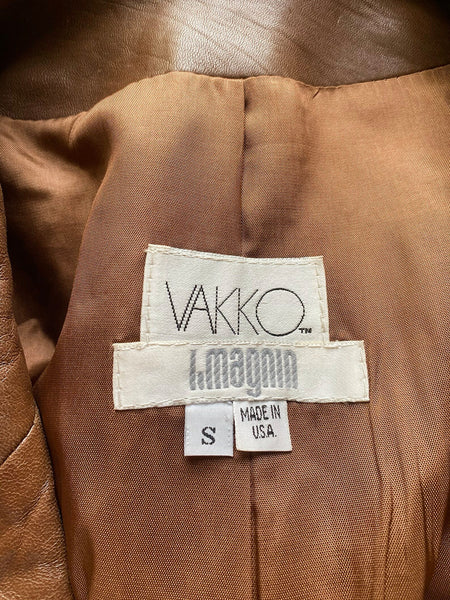 VAKKO™
I.magnin
S
MADE IN
U.S.A.